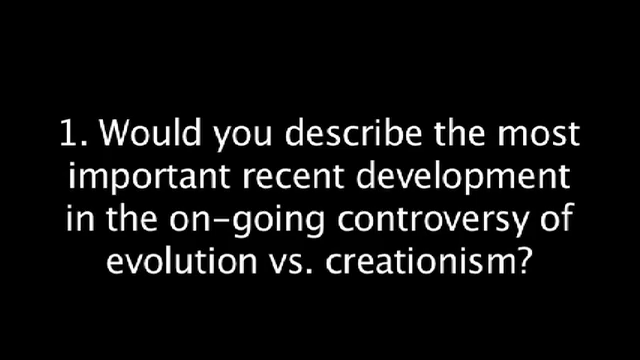 1. Would you describe the most
important recent development
in the on-going controversy of
evolution vs. creationism?